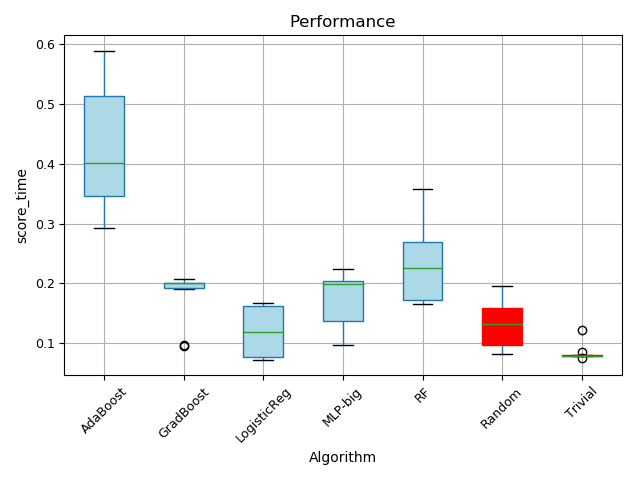 Performance
score_time
0.6
0.5
0.4
0.3
0.2
0.1
AdaBoost
GradBoost
LogisticReg
MLP-big
RF
Random
Trivial
Algorithm